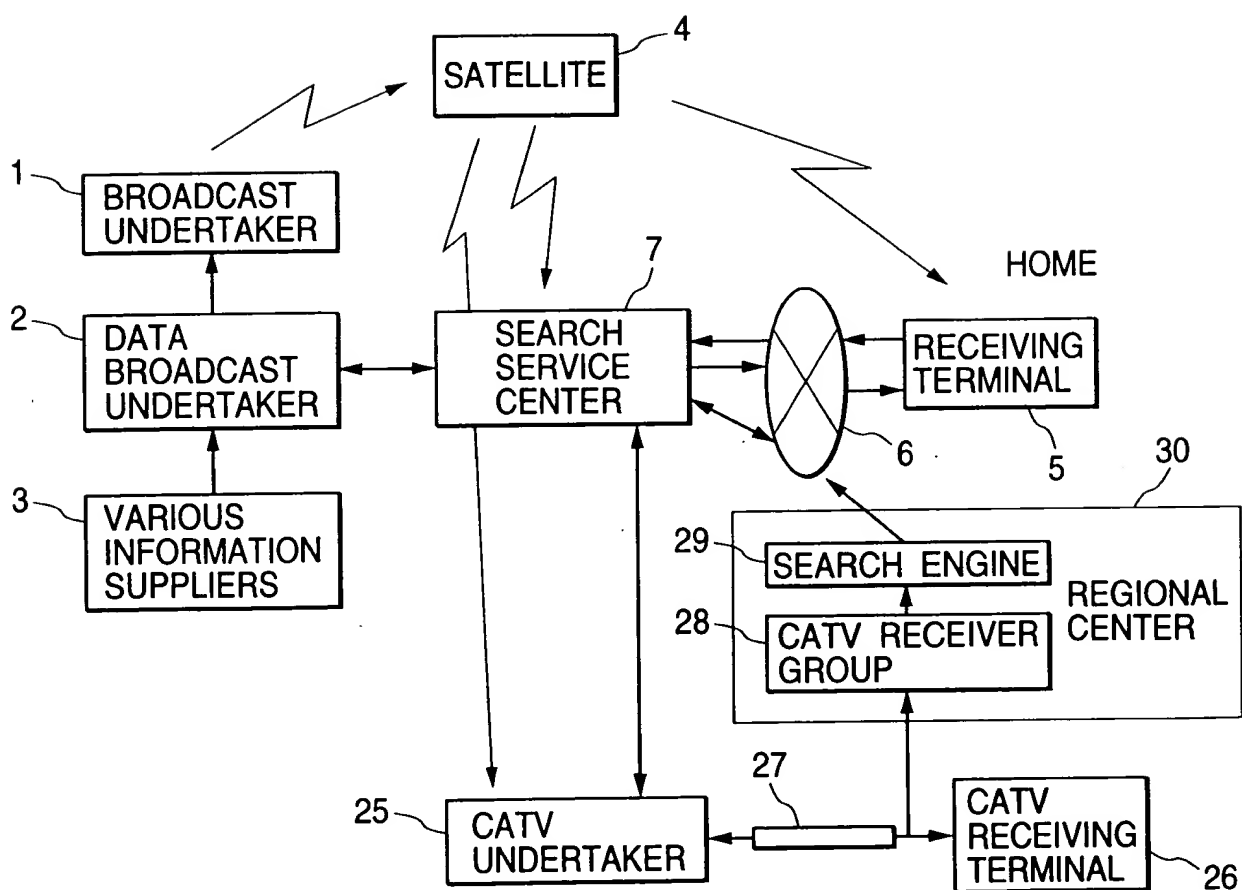 4
SATELLITE
1
BROADCAST
UNDERTAKER
7
HOME
2
DATA
BROADCAST
UNDERTAKER
SEARCH
SERVICE
CENTER
RECEIVING
TERMINAL
6
5
30
3
VARIOUS
INFORMATION
SUPPLIERS
29
SEARCH ENGINE
REGIONAL
CENTER
28
CATV RECEIVER
GROUP
27
25
CATV
UNDERTAKER
CATV
RECEIVING
TERMINAL
26